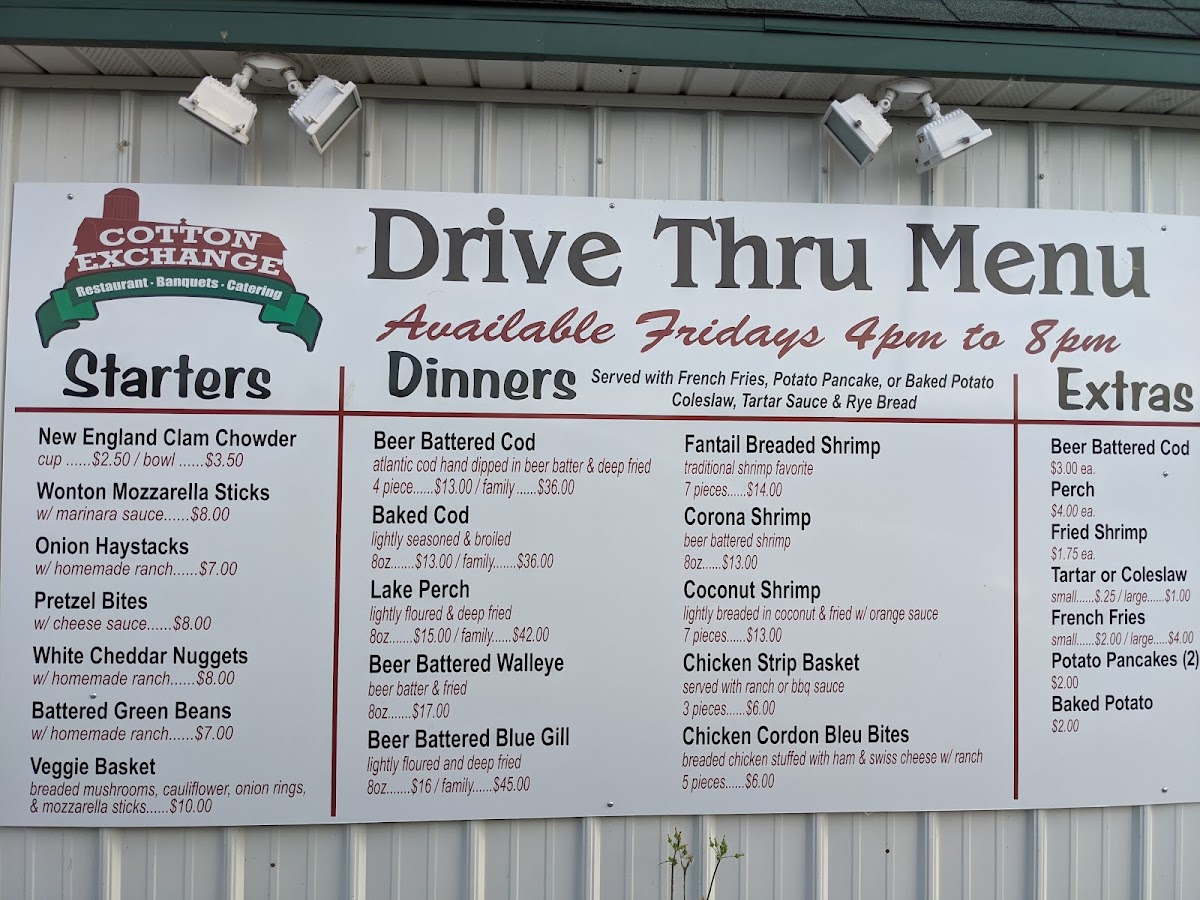 COTTON
EXCHANGE
Restaurant · Banquets · Catering
Drive Thru Menu
Available Fridays 4pm to 8pm
Starters
New England Clam Chowder
cup ......$2.50 / bowl ......$3.50
Wonton Mozzarella Sticks
w/ marinara sauce......$8.00
Onion Haystacks
w/ homemade ranch......$7.00
Pretzel Bites
w/ cheese sauce......$8.00
White Cheddar Nuggets
w/ homemade ranch......$8.00
Battered Green Beans
w/ homemade ranch......$7.00
Veggie Basket
breaded mushrooms, cauliflower, onion rings,
& mozzarella sticks......$10.00
Dinners
Served with French Fries, Potato Pancake, or Baked Potato
Coleslaw, Tartar Sauce & Rye Bread
Beer Battered Cod
atlantic cod hand dipped in beer batter & deep fried
4 piece......$13.00 / family ......$36.00
Baked Cod
lightly seasoned & broiled
8oz.......$13.00 / family.......$36.00
Lake Perch
lightly floured & deep fried
8oz.......$15.00 / family......$42.00
Beer Battered Walleye
beer batter & fried
8oz.......$17.00
Beer Battered Blue Gill
lightly floured and deep fried
8oz.......$16 / family......$45.00
Fantail Breaded Shrimp
traditional shrimp favorite
7 pieces......$14.00
Corona Shrimp
beer battered shrimp
8oz......$13.00
Coconut Shrimp
lightly breaded in coconut & fried w/ orange sauce
7 pieces......$13.00
Chicken Strip Basket
served with ranch or bbq sauce
3 pieces......$6.00
Chicken Cordon Bleu Bites
breaded chicken stuffed with ham & swiss cheese w/ ranch
5 pieces......$6.00
Extras
Beer Battered Cod
$3.00 ea.
Perch
$4.00 ea.
Fried Shrimp
$1.75 ea.
Tartar or Coleslaw
small......$.25 / large......$1.00
French Fries
small......$2.00 / large.....$4.00
Potato Pancakes (2)
$2.00
Baked Potato
$2.00